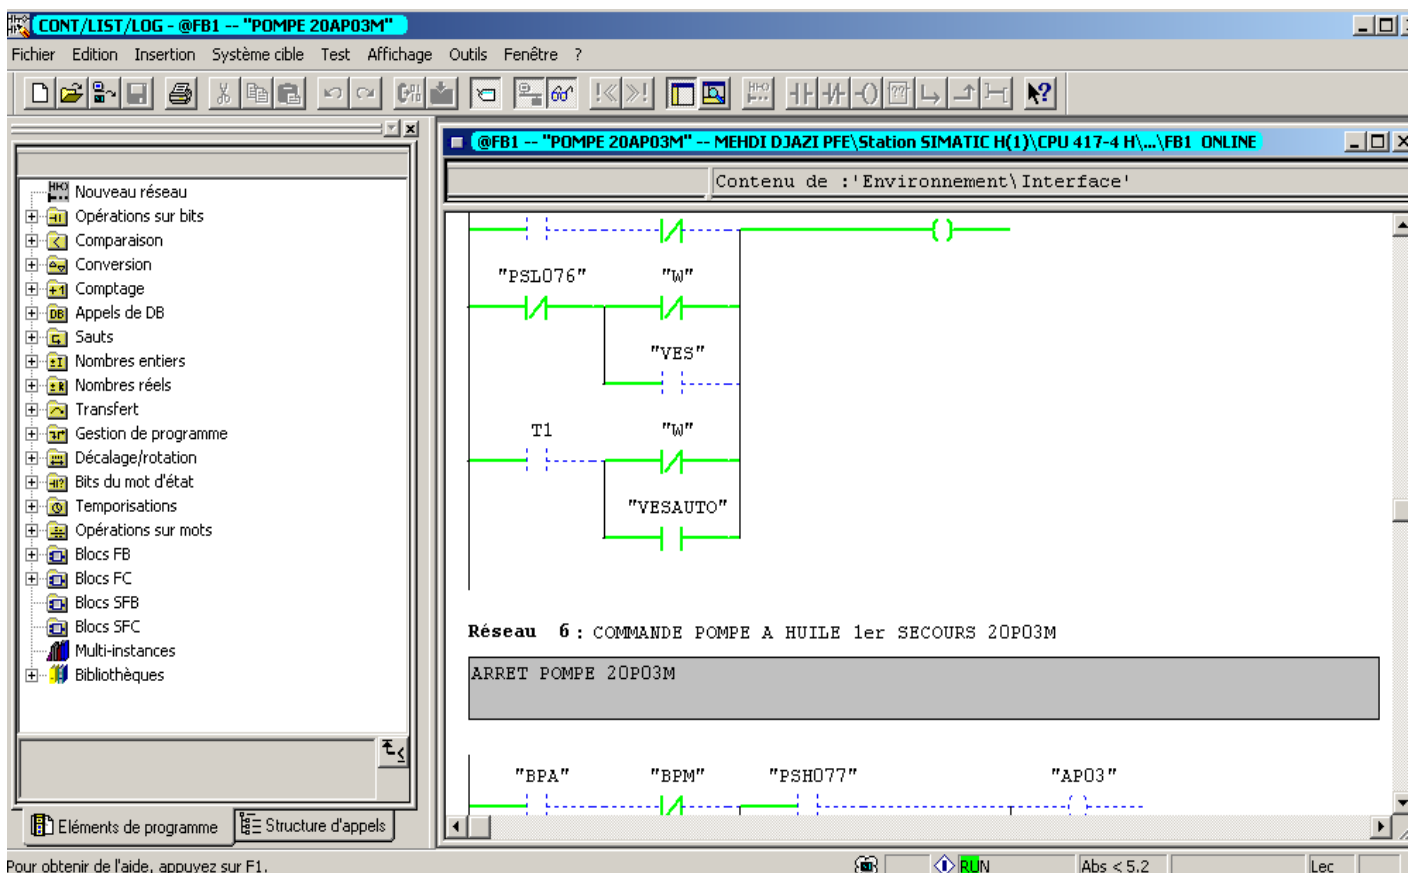 CONT/LIST/LOG - @FB1 -- "POMPE 20AP03M"
Fichier Edition Insertion Système cible Test Affichage Outils Fenêtre ?
@FB1 -- "POMPE 20AP03M" -- MEHDI DJAZI PFE\Station SIMATIC H(1)\CPU 417-4 H\...\FB1 ONLINE
Contenu de :'Environnement\Interface'
Nouveau réseau
Opérations sur bits
Comparaison
Conversion
Comptage
Appels de DB
Sauts
Nombres entiers
Nombres réels
Transfert
Gestion de programme
Décalage/rotation
Bits du mot d'état
Temporisations
Opérations sur mots
Blocs FB
Blocs FC
Blocs SFB
Blocs SFC
Multi-instances
Bibliothèques
Eléments de programme
Structure d'appels
"PSL076" "W"
"VES"
T1 "W"
"VESAUTO"
Réseau 6 : COMMANDE POMPE A HUILE 1er SECOURS 20P03M
ARRET POMPE 20P03M
"BPA" "BPM" "PSH077" "AP03"
Pour obtenir de l'aide, appuyez sur F1.
RUN
Abs < 5.2
Lec